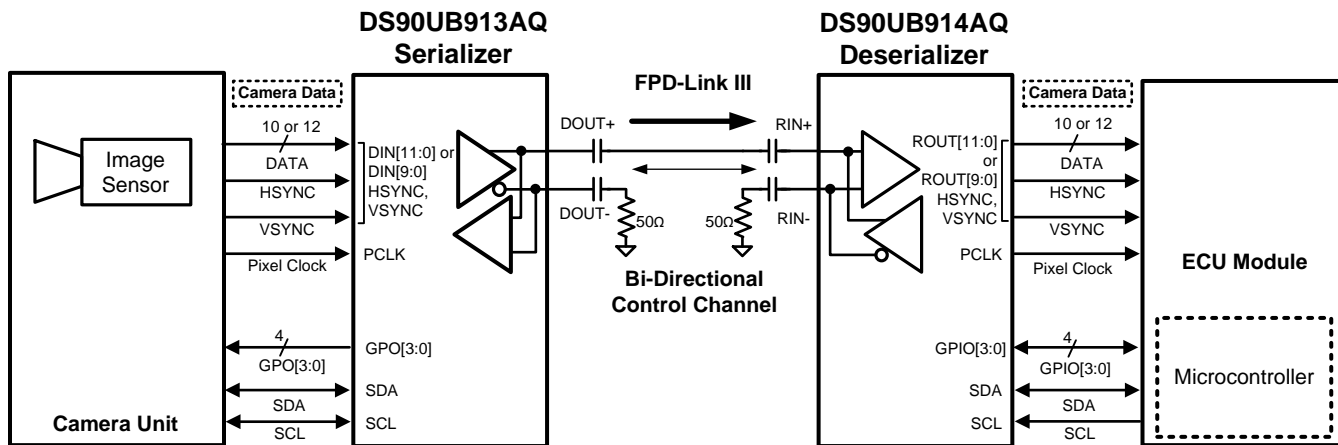 DS90UB913AQ
Serializer
DS90UB914AQ
Deserializer
Camera Data
10 or 12
DATA
HSYNC
VSYNC
Pixel Clock
4
GPO[3:0]
SDA
SCL
Image
Sensor
Camera Unit
DIN[11:0] or
DIN[9:0]
HSYNC,
VSYNC
PCLK
GPO[3:0]
SDA
SCL
FPD-Link III
DOUT+
DOUT-
RIN+
RIN-
50Ω
50Ω
Bi-Directional
Control Channel
ROUT[11:0]
or
ROUT[9:0]
HSYNC,
VSYNC
PCLK
GPIO[3:0]
SDA
SCL
Camera Data
10 or 12
DATA
HSYNC
VSYNC
Pixel Clock
4
GPIO[3:0]
SDA
SCL
ECU Module
Microcontroller